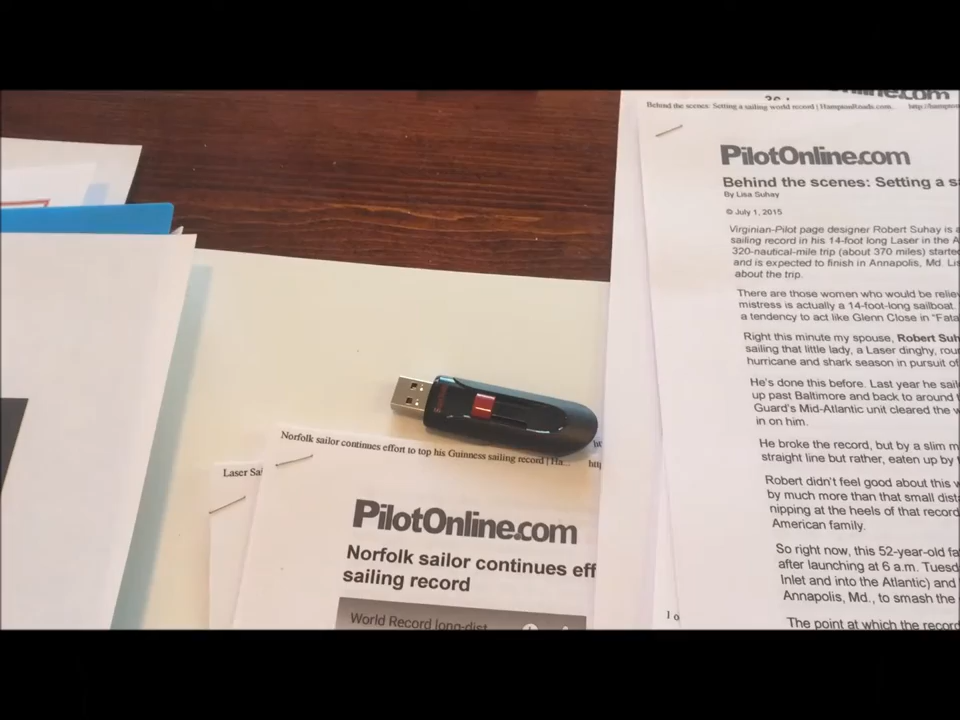 Behind the scenes: Setting a sailing world record | HamptonRoads.com...
PilotOnline.com
Behind the scenes: Setting a s
By Lisa Suhay
© July 1, 2015
Virginian-Pilot page designer Robert Suhay is a
sailing record in his 14-foot long Laser in the A
320-nautical-mile trip (about 370 miles) starte
and is expected to finish in Annapolis, Md. Lis
about the trip.
There are those women who would be relie
mistress is actually a 14-foot-long sailboat.
a tendency to act like Glenn Close in "Fata
Right this minute my spouse, Robert Suh
sailing that little lady, a Laser dinghy, rou
hurricane and shark season in pursuit of
He's done this before. Last year he sail
up past Baltimore and back to around
Guard's Mid-Atlantic unit cleared the w
in on him.
He broke the record, but by a slim m
straight line but rather, eaten up by
Robert didn't feel good about this w
by much more than that small dist
nipping at the heels of that record
American family.
So right now, this 52-year-old fa
after launching at 6 a.m. Tuesd
Inlet and into the Atlantic) and
Annapolis, Md., to smash the
The point at which the record
Norfolk sailor continues effort to top his Guinness sailing record | Ha...
Laser Sai
PilotOnline.com
Norfolk sailor continues eff
sailing record
World Record long-dist